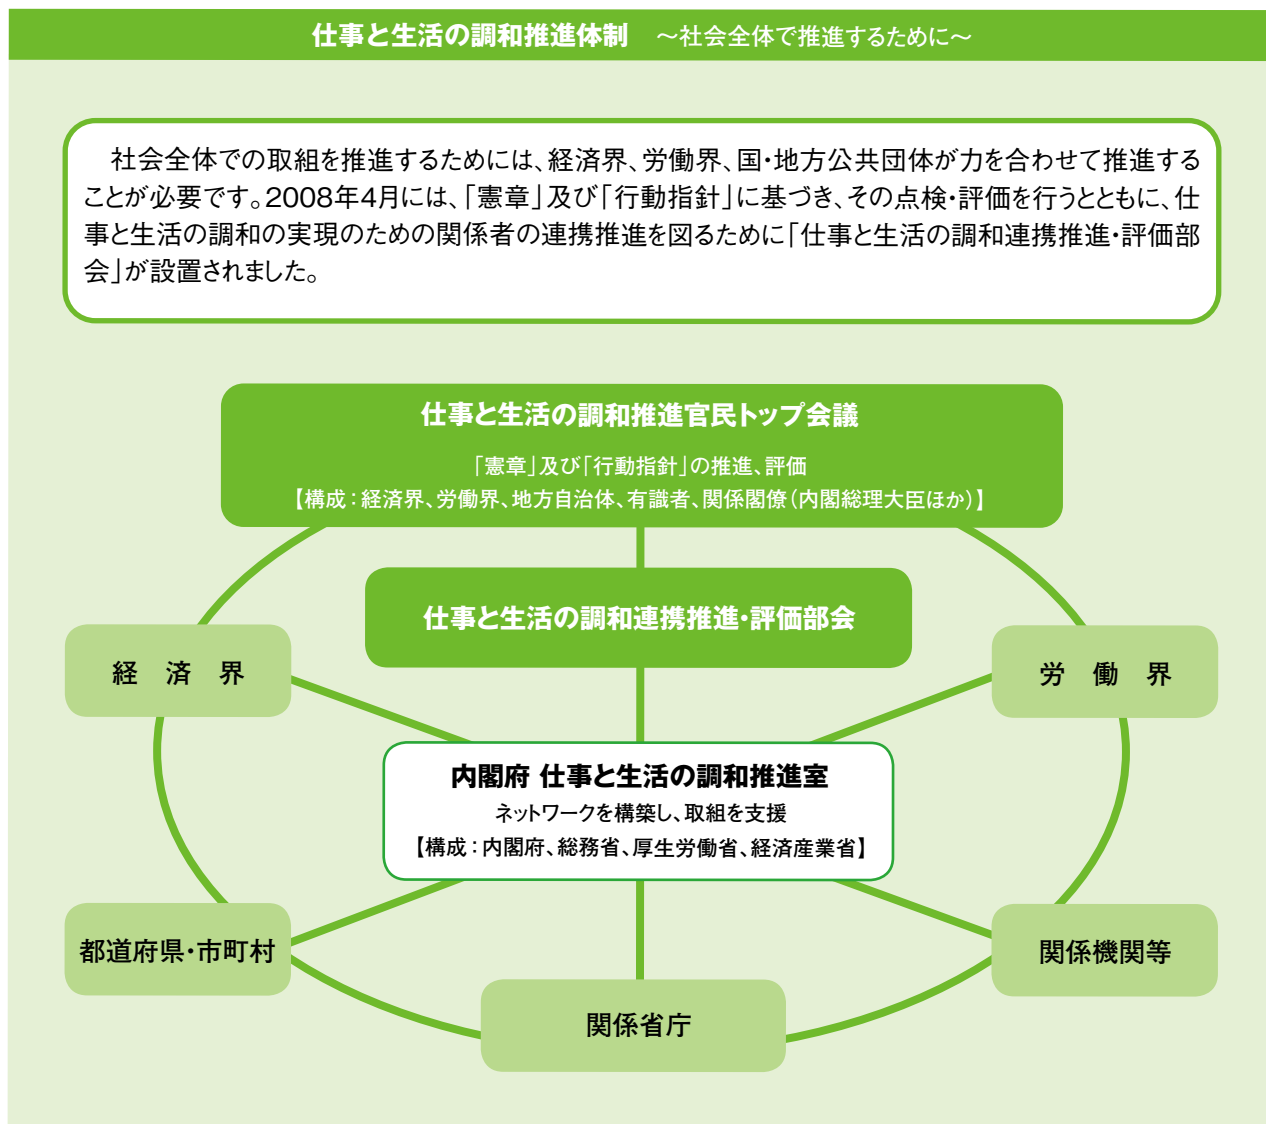 仕事と生活の調和推進体制　～社会全体で推進するために～
　社会全体での取組を推進するためには、経済界、労働界、国・地方公共団体が力を合わせて推進する
ことが必要です。2008年4月には、「憲章」及び「行動指針」に基づき、その点検・評価を行うとともに、仕
事と生活の調和の実現のための関係者の連携推進を図るために「仕事と生活の調和連携推進・評価部
会」が設置されました。
仕事と生活の調和推進官民トップ会議
「憲章」及び「行動指針」の推進、評価
【構成：経済界、労働界、地方自治体、有識者、関係閣僚（内閣総理大臣ほか）】
仕事と生活の調和連携推進・評価部会
経　済　界
労　働　界
内閣府 仕事と生活の調和推進室
ネットワークを構築し、取組を支援
【構成：内閣府、総務省、厚生労働省、経済産業省】
都道府県・市町村
関係機関等
関係省庁